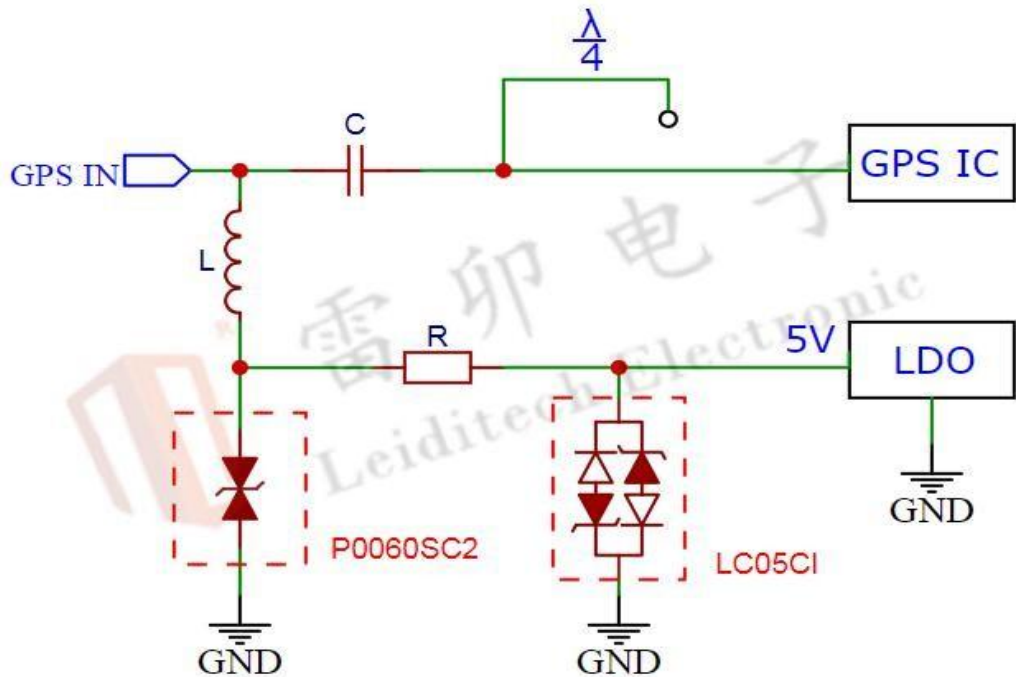 λ
4
C
GPS IN
GPS IC
L
R
5V
LDO
P0060SC2
LC05CI
GND
GND
GND
雷卯电子
Leiditech Electronic
R